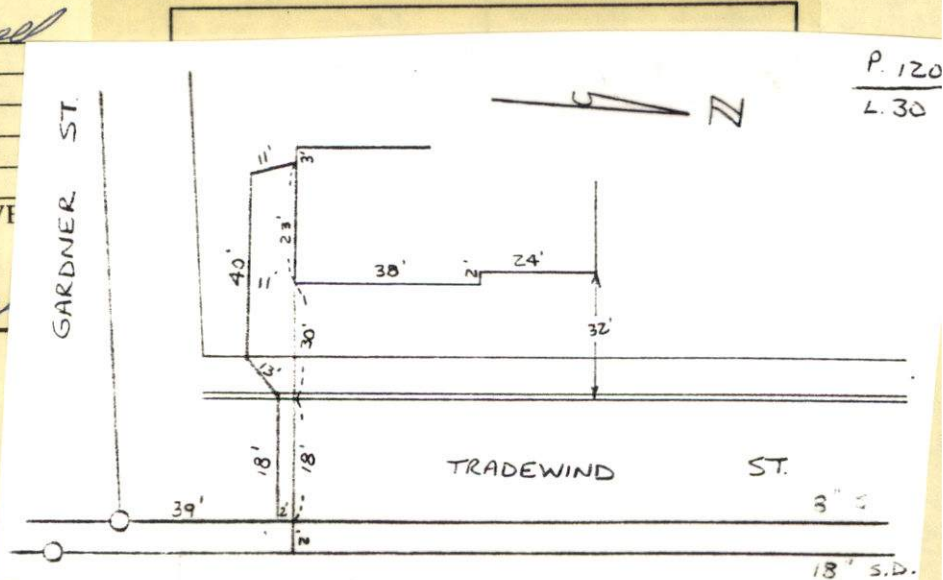 P. 120
L. 30
GARDNER ST.
N
11'
3'
23'
40'
11'
38'
2'
24'
30'
32'
13'
18'
18'
TRADEWIND ST.
39'
2'
2'
18" S.D.